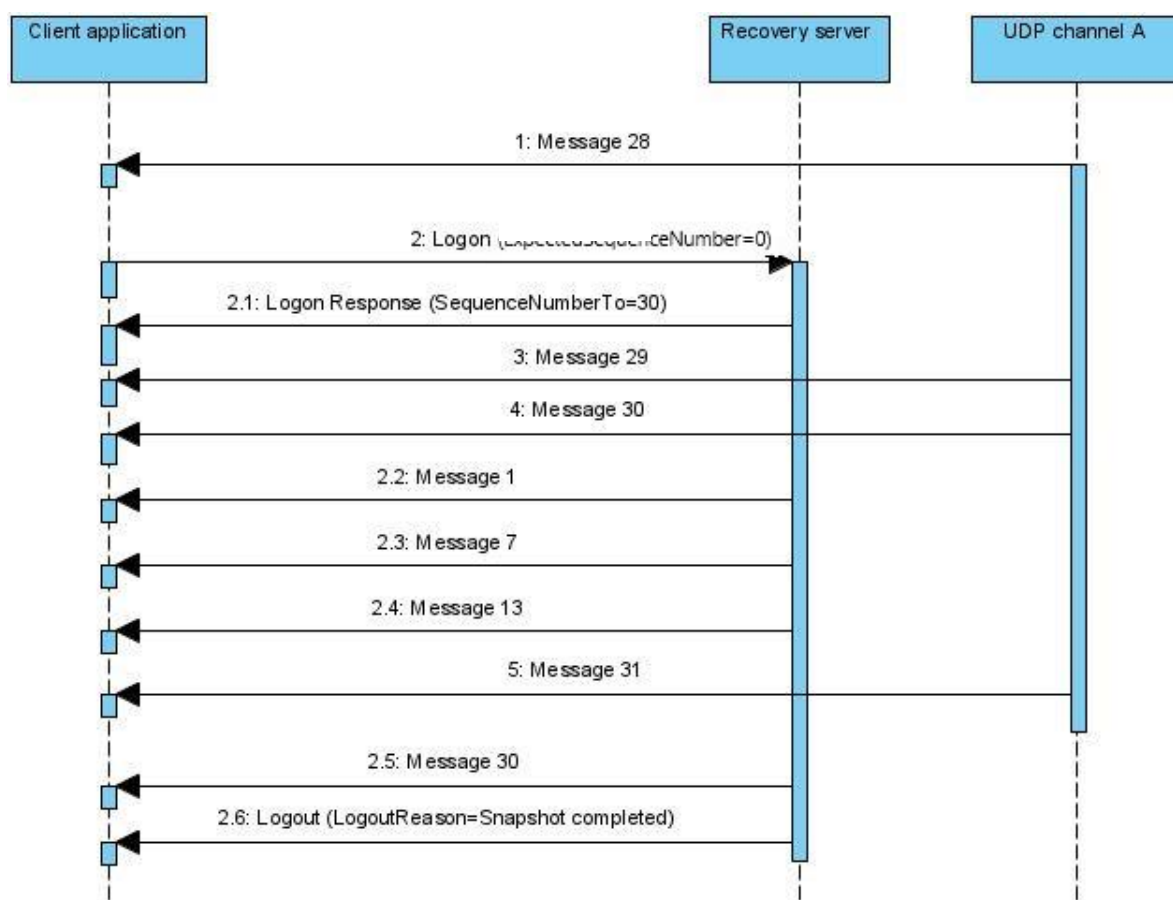 Client application
Recovery server
UDP channel A
1: Message 28
2: Logon (ExpectedSequenceNumber=0)
2.1: Logon Response (SequenceNumberTo=30)
3: Message 29
4: Message 30
2.2: Message 1
2.3: Message 7
2.4: Message 13
5: Message 31
2.5: Message 30
2.6: Logout (LogoutReason=Snapshot completed)